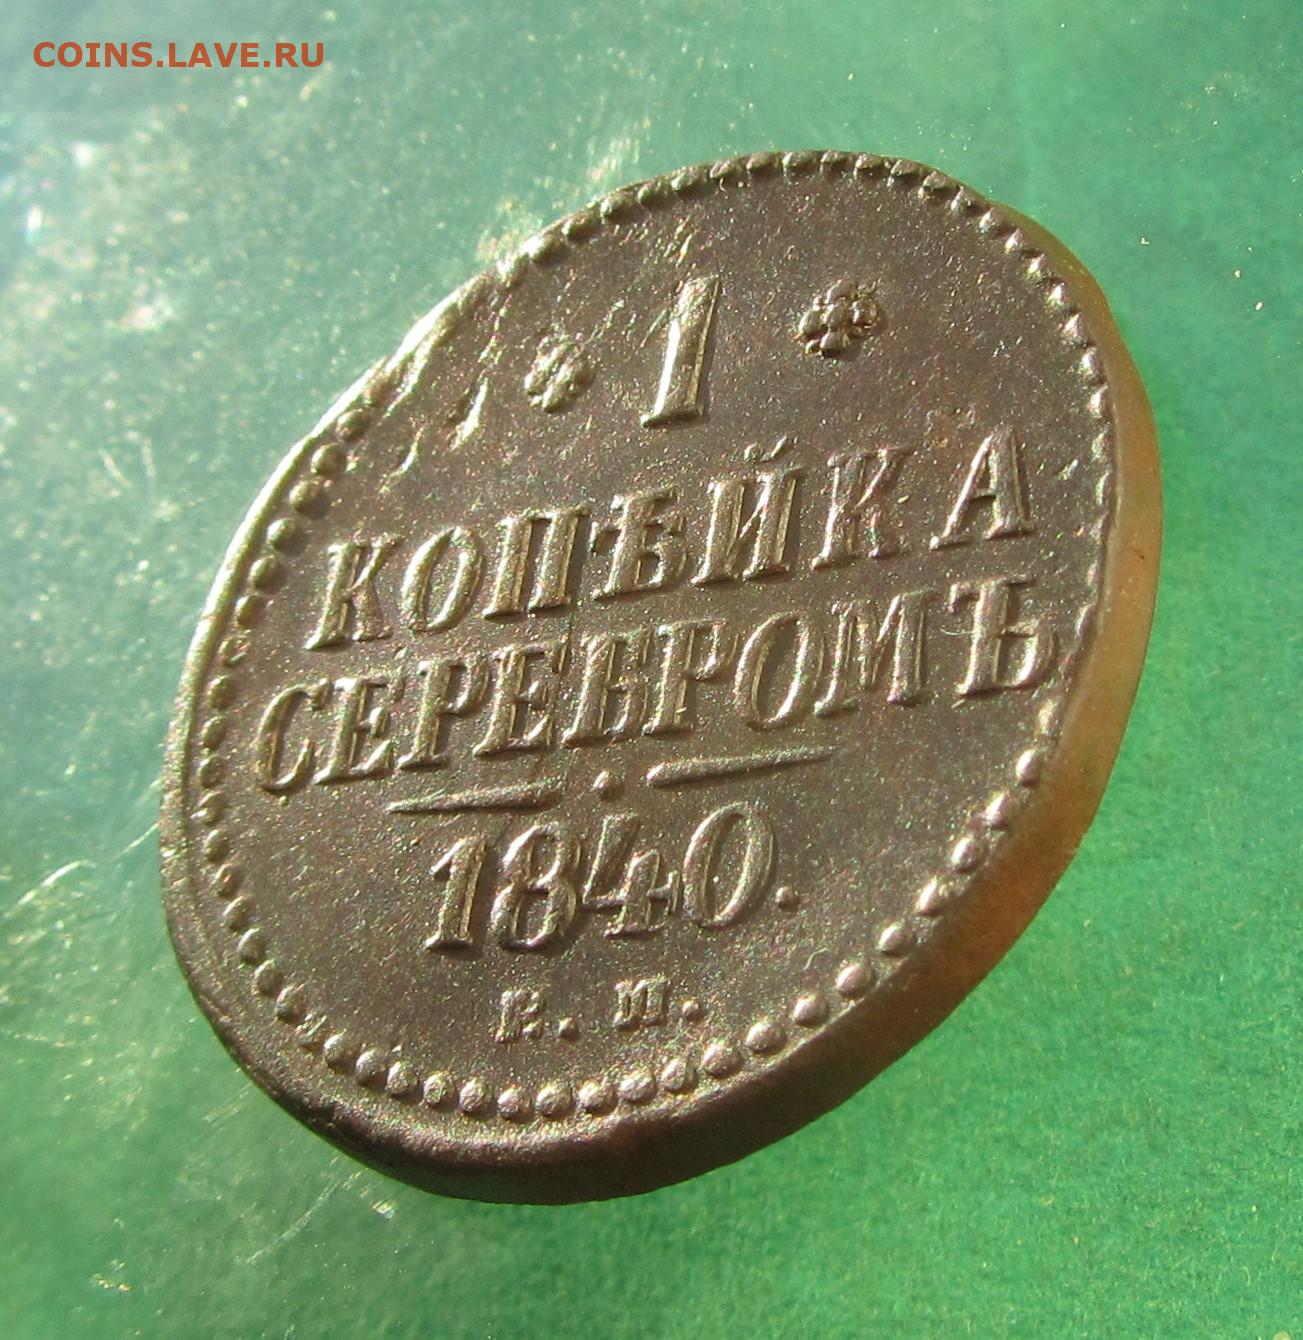 COINS.LAVE.RU
1
КОПѢЙКА
СЕРЕБРОМЪ
1840.
Е. М.